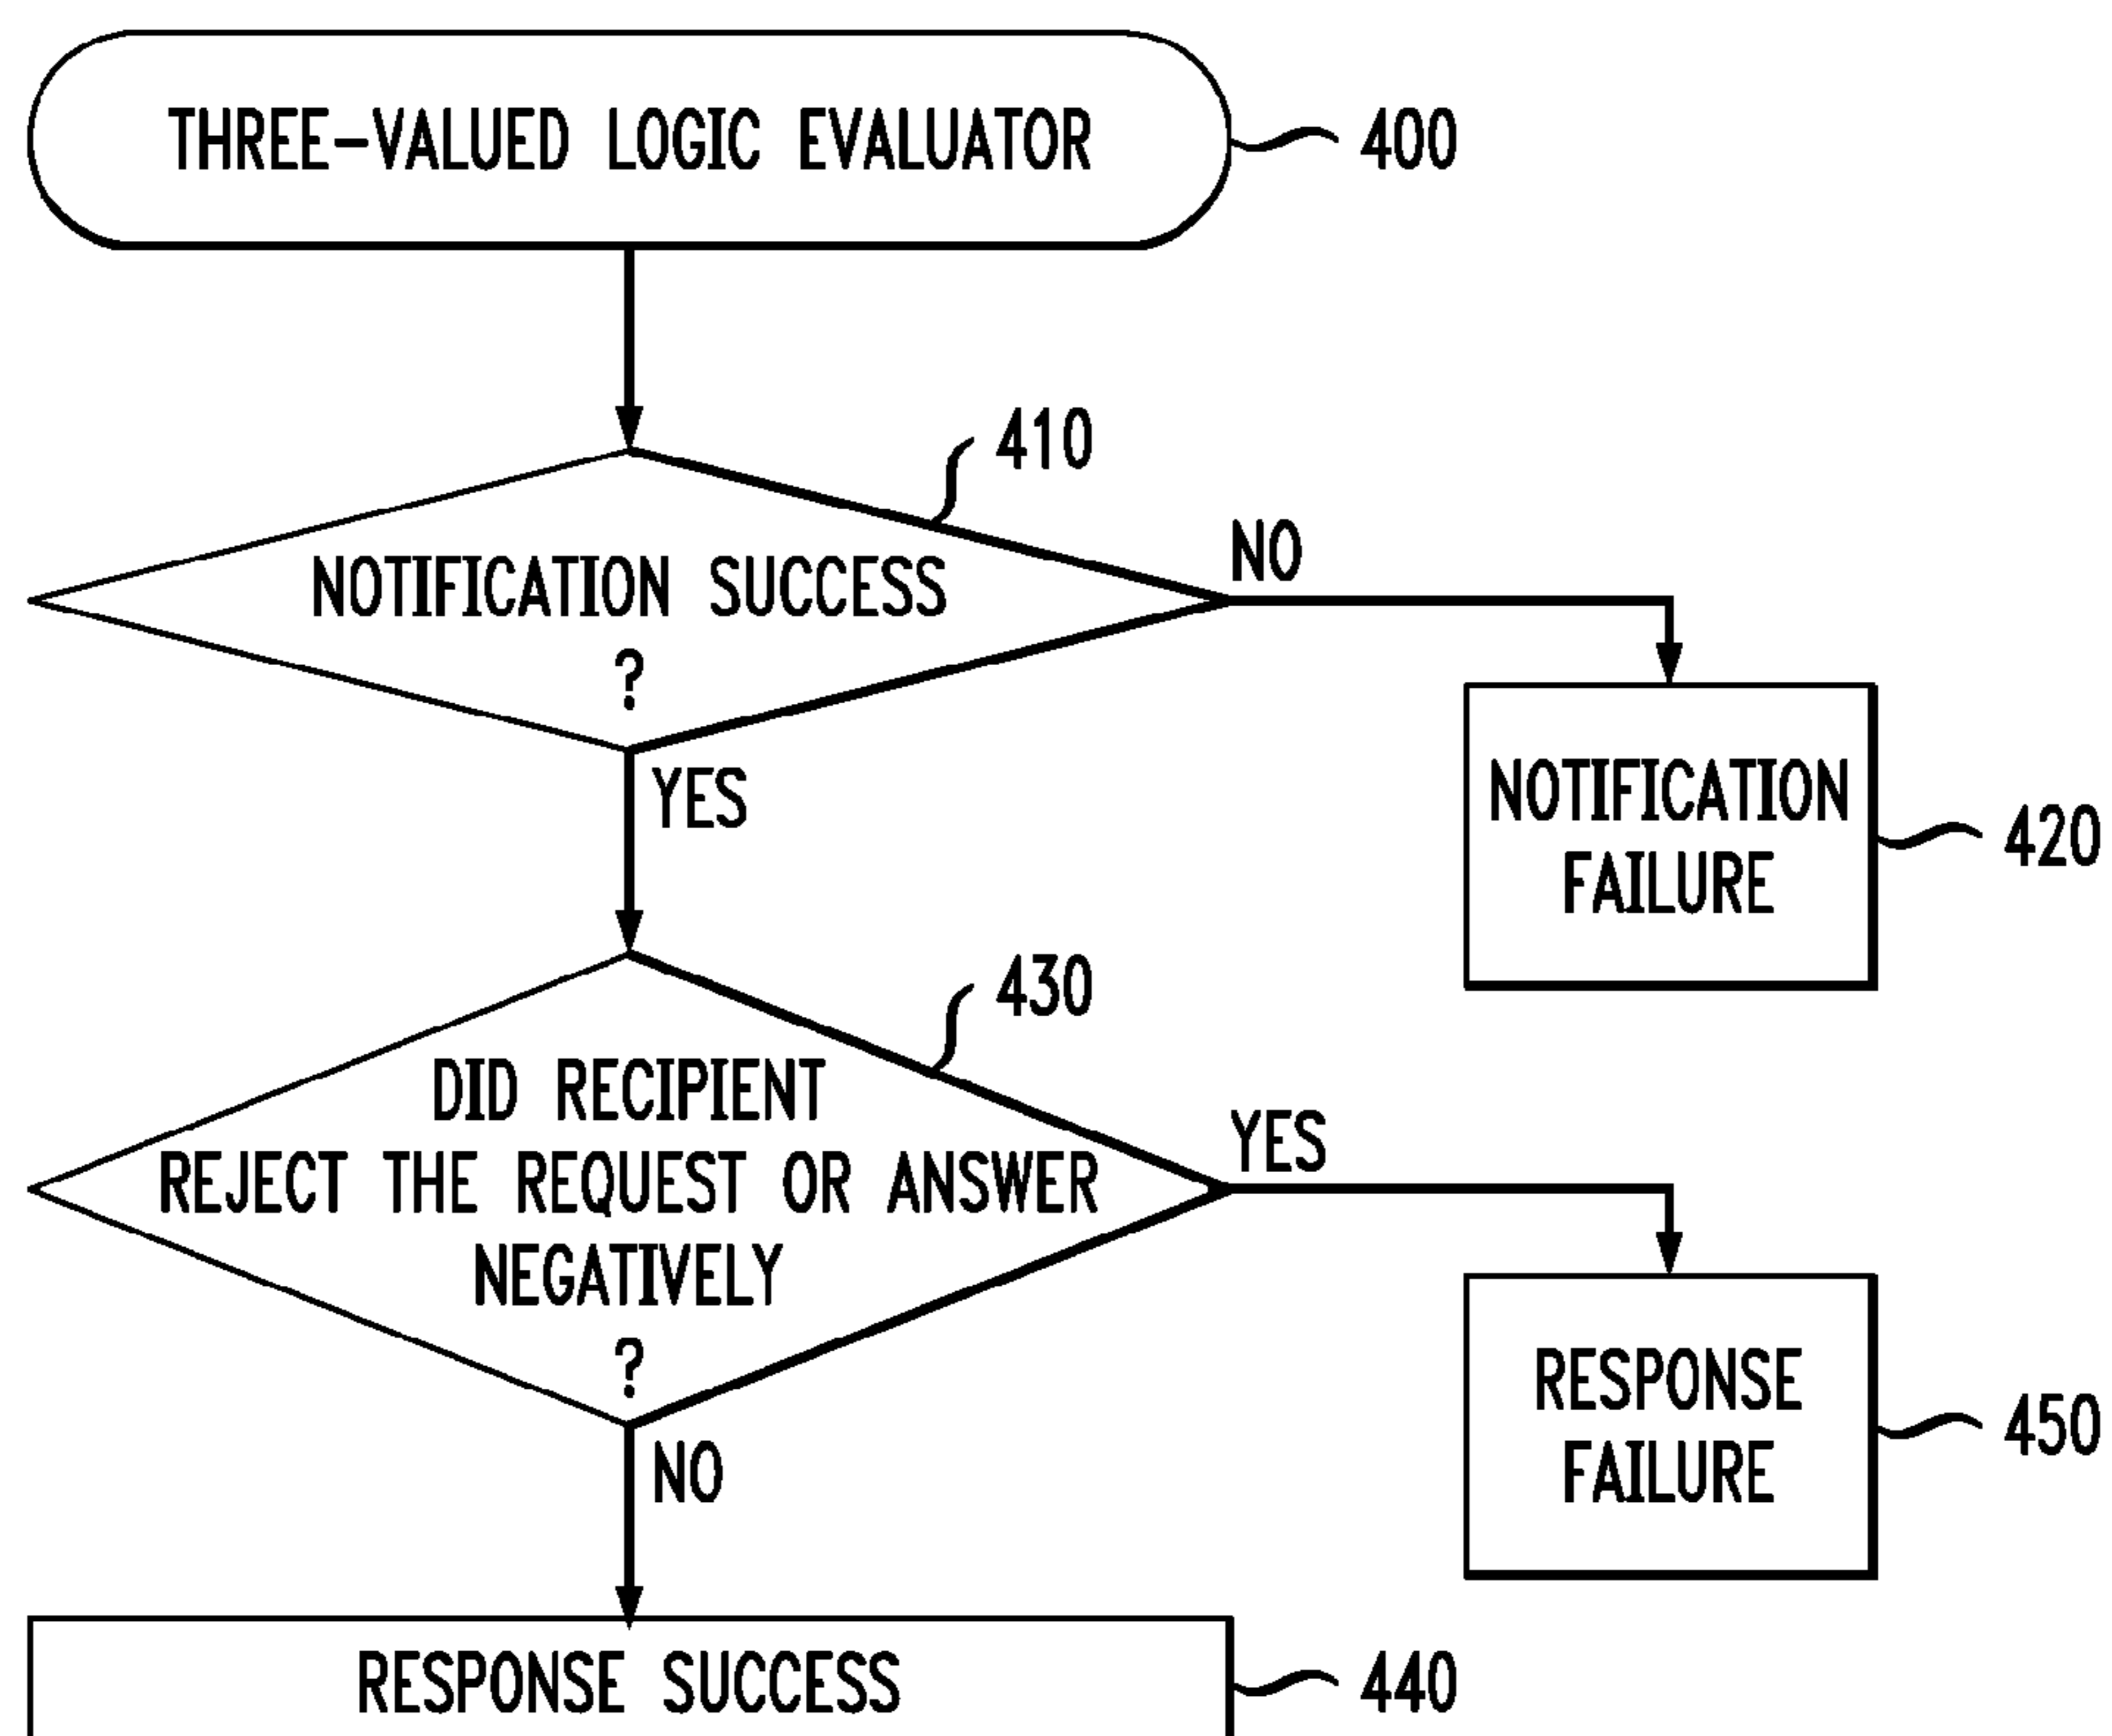 THREE-VALUED LOGIC EVALUATOR
400
410
NOTIFICATION SUCCESS
?
NO
YES
NOTIFICATION
FAILURE
420
430
DID RECIPIENT
REJECT THE REQUEST OR ANSWER
NEGATIVELY
?
YES
NO
RESPONSE
FAILURE
450
RESPONSE SUCCESS
440